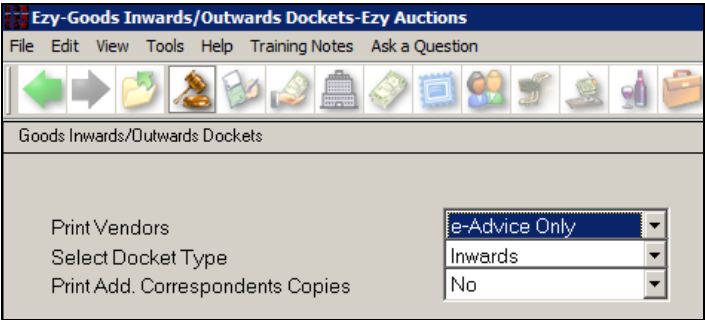 Ezy-Goods Inwards/Outwards Dockets-Ezy Auctions
File Edit View Tools Help Training Notes Ask a Question
Goods Inwards/Outwards Dockets
Print Vendors e-Advice Only
Select Docket Type Inwards
Print Add. Correspondents Copies No